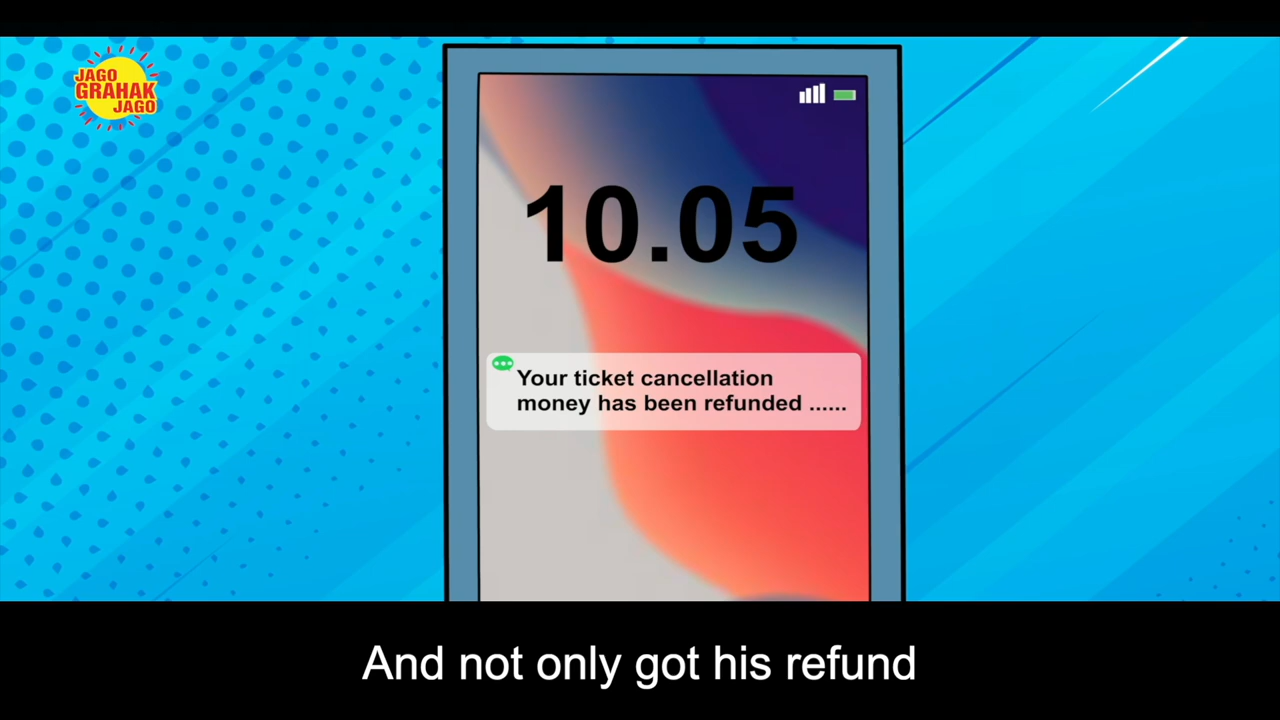 JAGO
GRAHAK
JAGO
10.05
Your ticket cancellation
money has been refunded ......
And not only got his refund